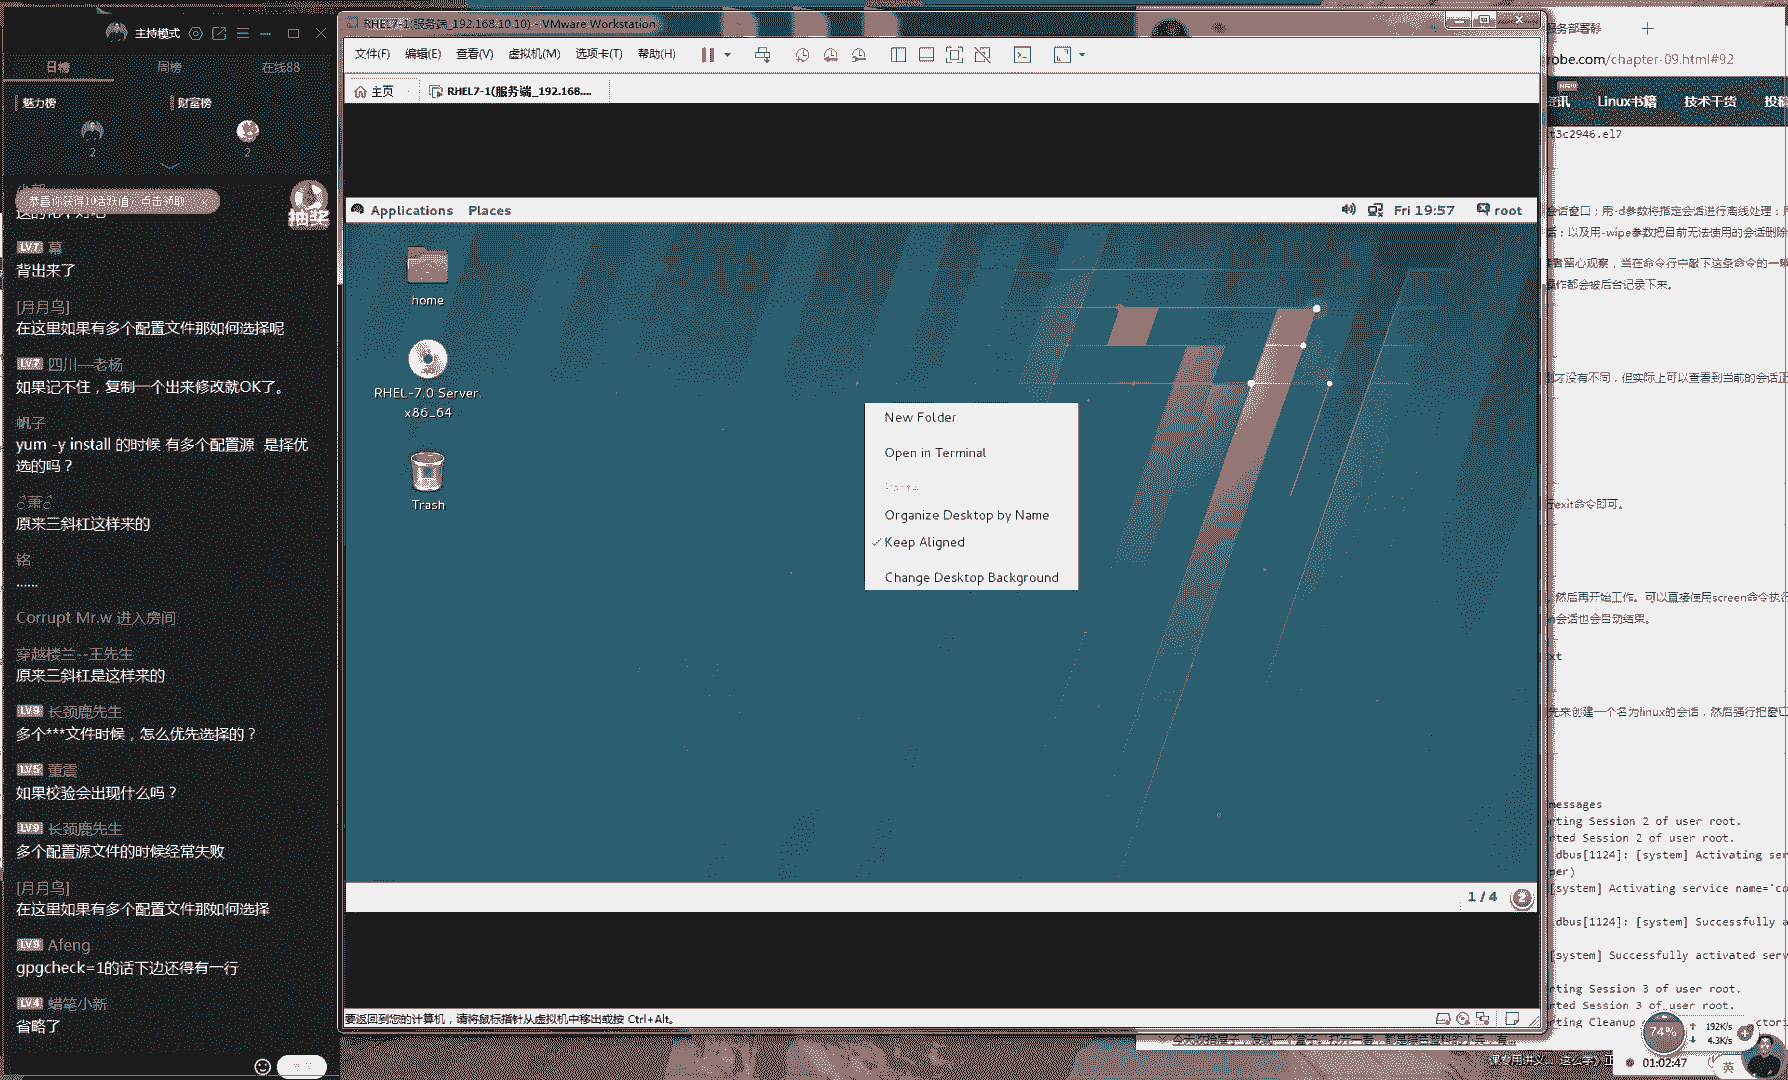 主持模式
日榜 周榜 在线88
魅力榜 财富榜
2 2
恭喜你获得10活跃值，点击领取
抽奖
LV7 幕
背出来了
[月月鸟]
在这里如果有多个配置文件那如何选择呢
LV7 四川—老杨
如果记不住，复制一个出来修改就OK了。
帆子
yum -y install 的时候 有多个配置源 是择优
选的吗？
♂萧♂
原来三斜杠这样来的
铭
......
Corrupt Mr.w 进入房间
穿越楼兰--王先生
原来三斜杠是这样来的
LV9 长颈鹿先生
多个***文件时候，怎么优先选择的？
LV5 董震
如果校验会出现什么吗？
LV9 长颈鹿先生
多个配置源文件的时候经常失败
[月月鸟]
在这里如果有多个配置文件那如何选择
LV9 Afeng
gpgcheck=1的话下边还得有一行
LV4 蜡笔小新
省略了
RHEL7-1(服务端_192.168.10.10) - VMware Workstation
文件(F) 编辑(E) 查看(V) 虚拟机(M) 选项卡(T) 帮助(H)
主页 RHEL7-1(服务端_192.168....
Applications Places Fri 19:57 root
home
RHEL-7.0 Server.
x86_64
Trash
New Folder
Open in Terminal
Organize Desktop by Name
Keep Aligned
Change Desktop Background
1 / 4 2
要返回到您的计算机，请将鼠标指针从虚拟机中移出或按 Ctrl+Alt。
服务部署静
robe.com/chapter-09.html#92
NEW
资讯 Linux书籍 技术干货 投稿
t3c2946.el7
会话窗口；用-d参数将指定会话进行离线处理；
；以及用-wipe参数把目前无法使用的会话删除
者留心观察，当在命令行中敲下这条命令的一瞬
操作都会被后台记录下来。
才没有不同，但实际上可以查看到当前的会话正
exit命令即可。
，然后再开始工作。可以直接使用screen命令执行
会话也会自动结束。
xt
先来创建一个名为linux的会话，然后强行把窗口
messages
rting Session 2 of user root.
rted Session 2 of user root.
dbus[1124]: [system] Activating ser
per)
[system] Activating service name='co
dbus[1124]: [system] Successfully a
[system] Successfully activated serv
rting Session 3 of user root.
rted Session 3 of user root.
rting Cleanup
74% 192K/s
4.3K/s
01:02:47 英